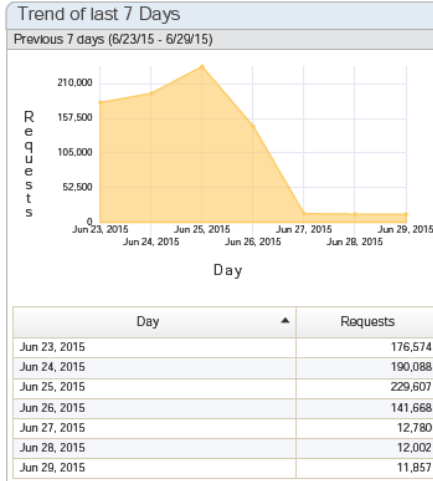 Trend of last 7 Days
Previous 7 days (6/23/15 - 6/29/15)
210,000
157,500
105,000
52,500
0
Requests
Jun 23, 2015
Jun 24, 2015
Jun 25, 2015
Jun 26, 2015
Jun 27, 2015
Jun 28, 2015
Jun 29, 2015
Day
Day Requests
Jun 23, 2015 176,574
Jun 24, 2015 190,088
Jun 25, 2015 229,607
Jun 26, 2015 141,668
Jun 27, 2015 12,780
Jun 28, 2015 12,002
Jun 29, 2015 11,857